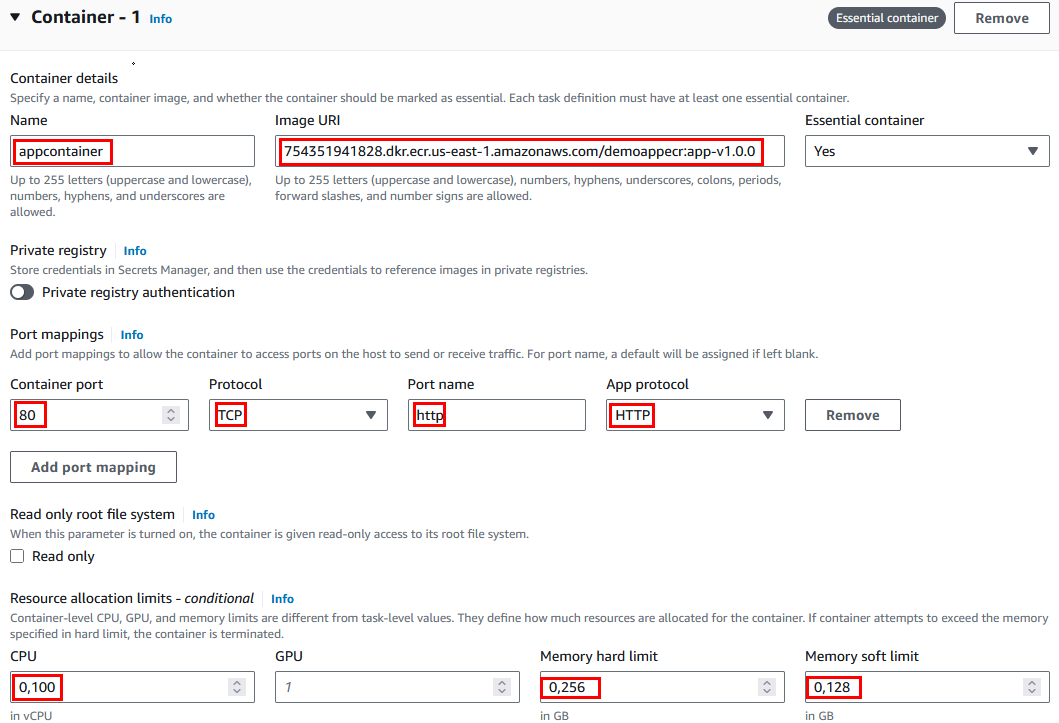 Container - 1 Info Essential container Remove
Container details
Specify a name, container image, and whether the container should be marked as essential. Each task definition must have at least one essential container.
Name Image URI Essential container
appcontainer 754351941828.dkr.ecr.us-east-1.amazonaws.com/demoappecr:app-v1.0.0 Yes
Up to 255 letters (uppercase and lowercase), Up to 255 letters (uppercase and lowercase), numbers, hyphens, underscores, colons, periods,
numbers, hyphens, and underscores are forward slashes, and number signs are allowed.
allowed.
Private registry Info
Store credentials in Secrets Manager, and then use the credentials to reference images in private registries.
Private registry authentication
Port mappings Info
Add port mappings to allow the container to access ports on the host to send or receive traffic. For port name, a default will be assigned if left blank.
Container port Protocol Port name App protocol
80 TCP http HTTP Remove
Add port mapping
Read only root file system Info
When this parameter is turned on, the container is given read-only access to its root file system.
Read only
Resource allocation limits - conditional Info
Container-level CPU, GPU, and memory limits are different from task-level values. They define how much resources are allocated for the container. If container attempts to exceed the memory
specified in hard limit, the container is terminated.
CPU GPU Memory hard limit Memory soft limit
0,100 1 0,256 0,128
in vCPU in GB in GB